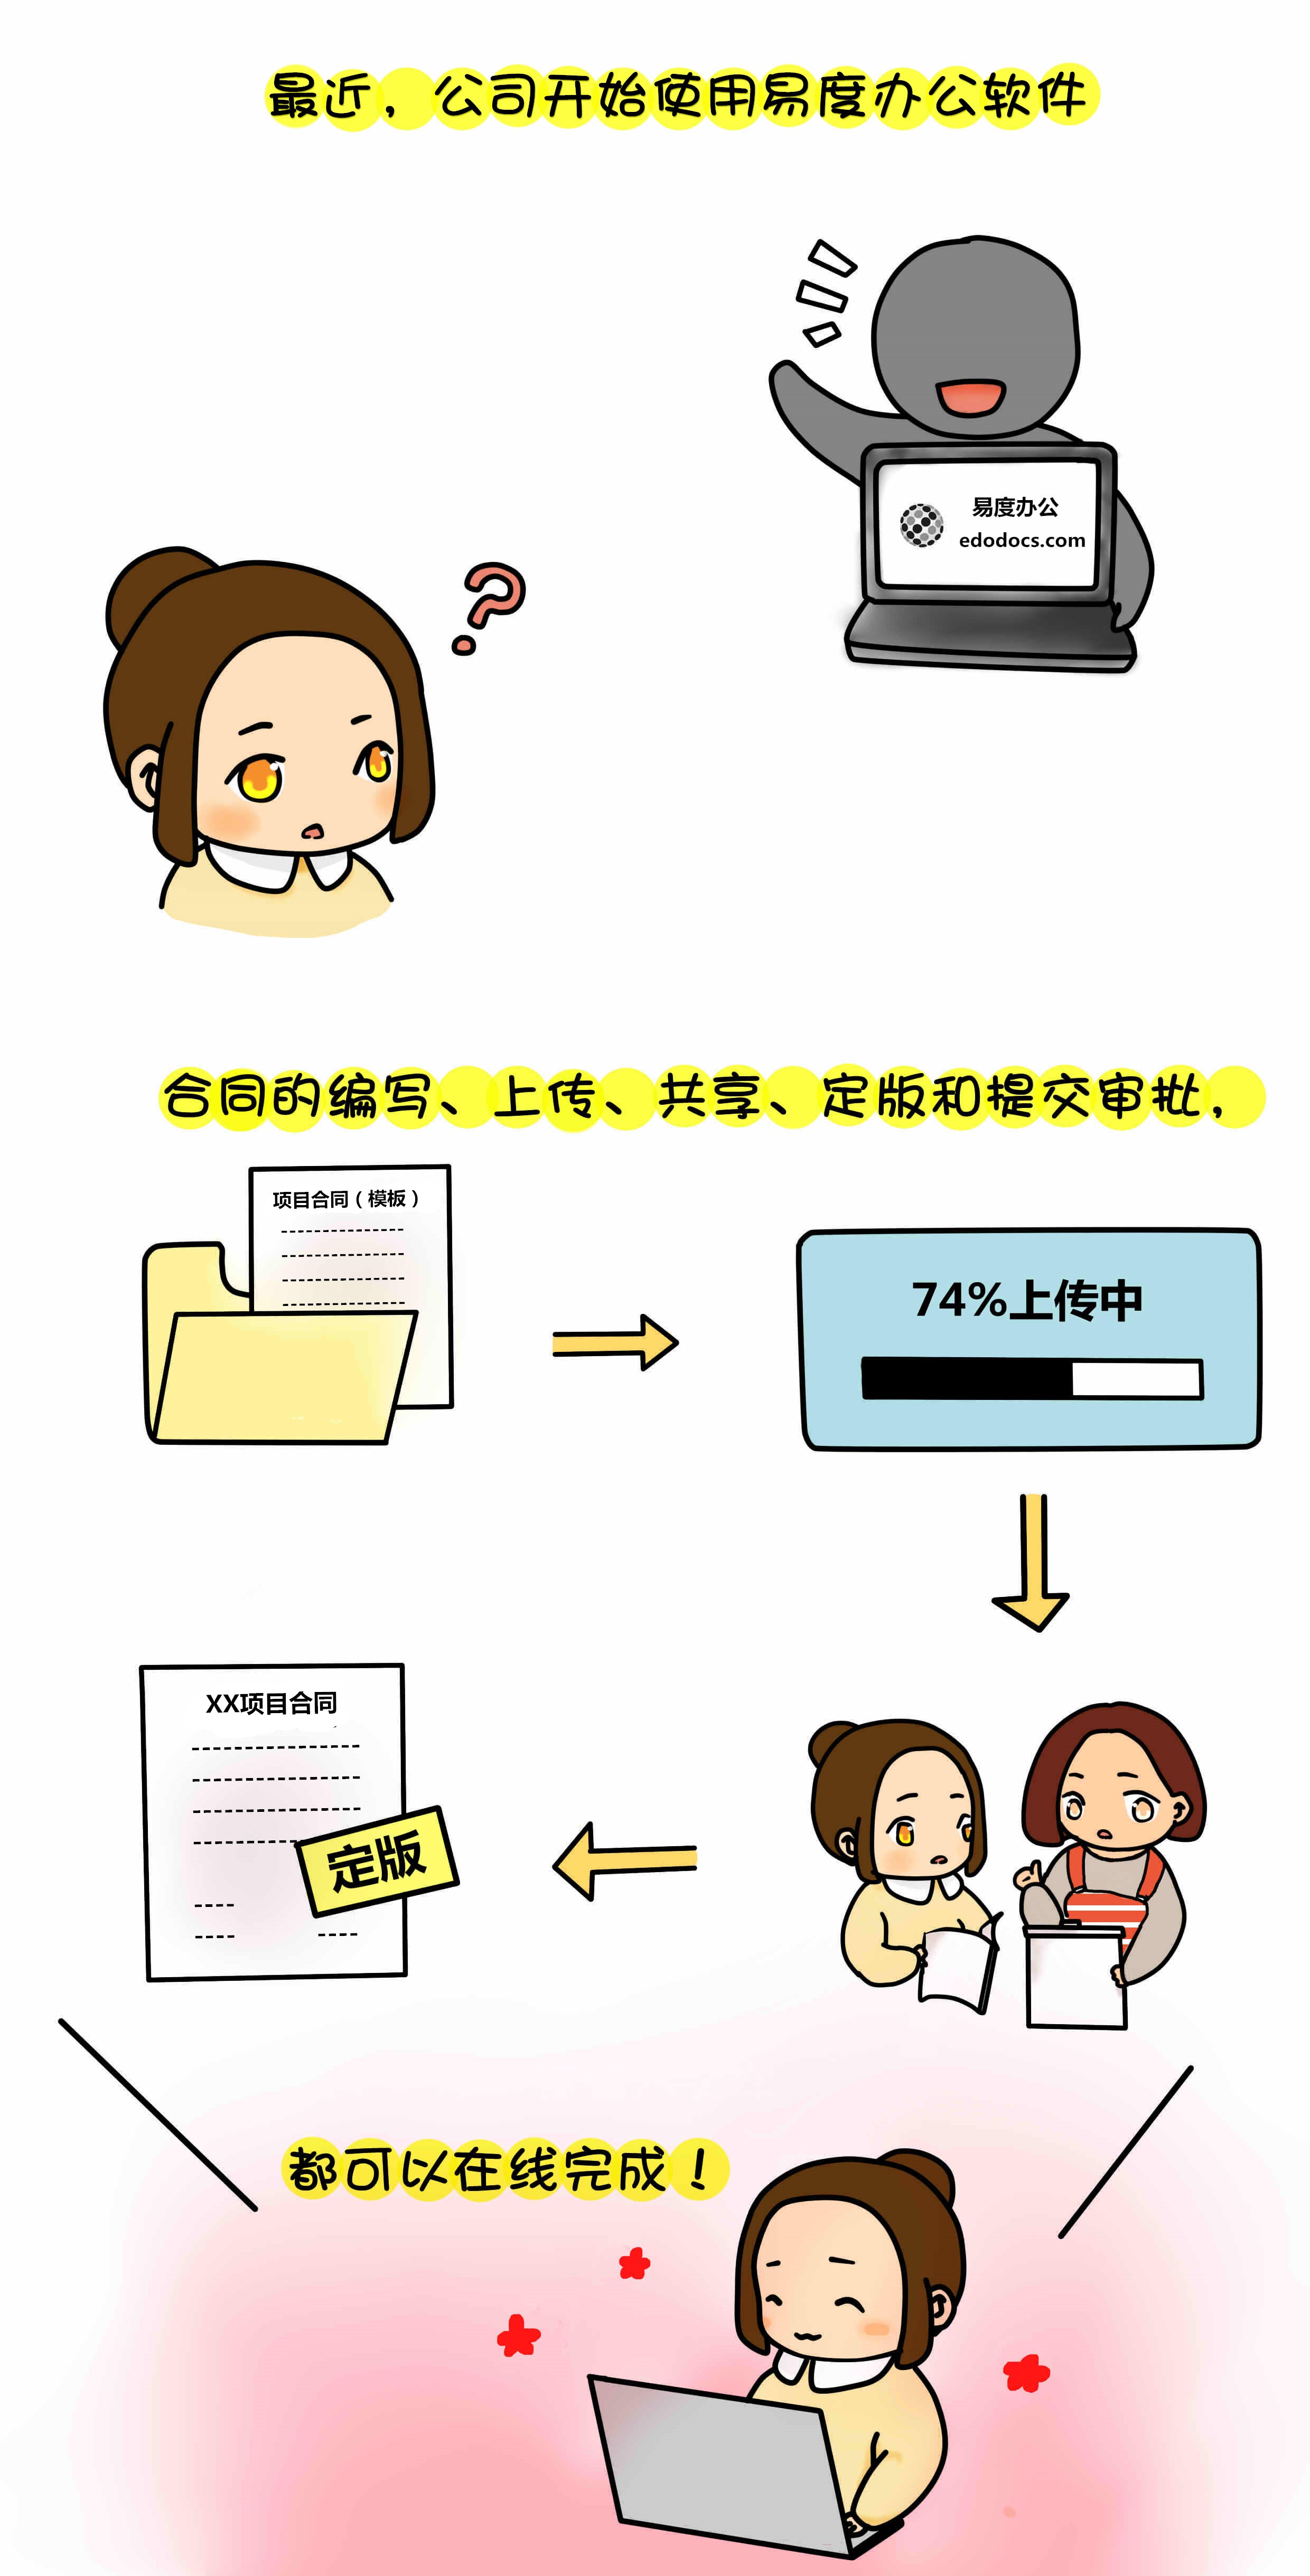 最近，公司开始使用易度办公软件
易度办公
edodocs.com
合同的编写、上传、共享、定版和提交审批，
项目合同（模板）
74%上传中
XX项目合同
定版
都可以在线完成！